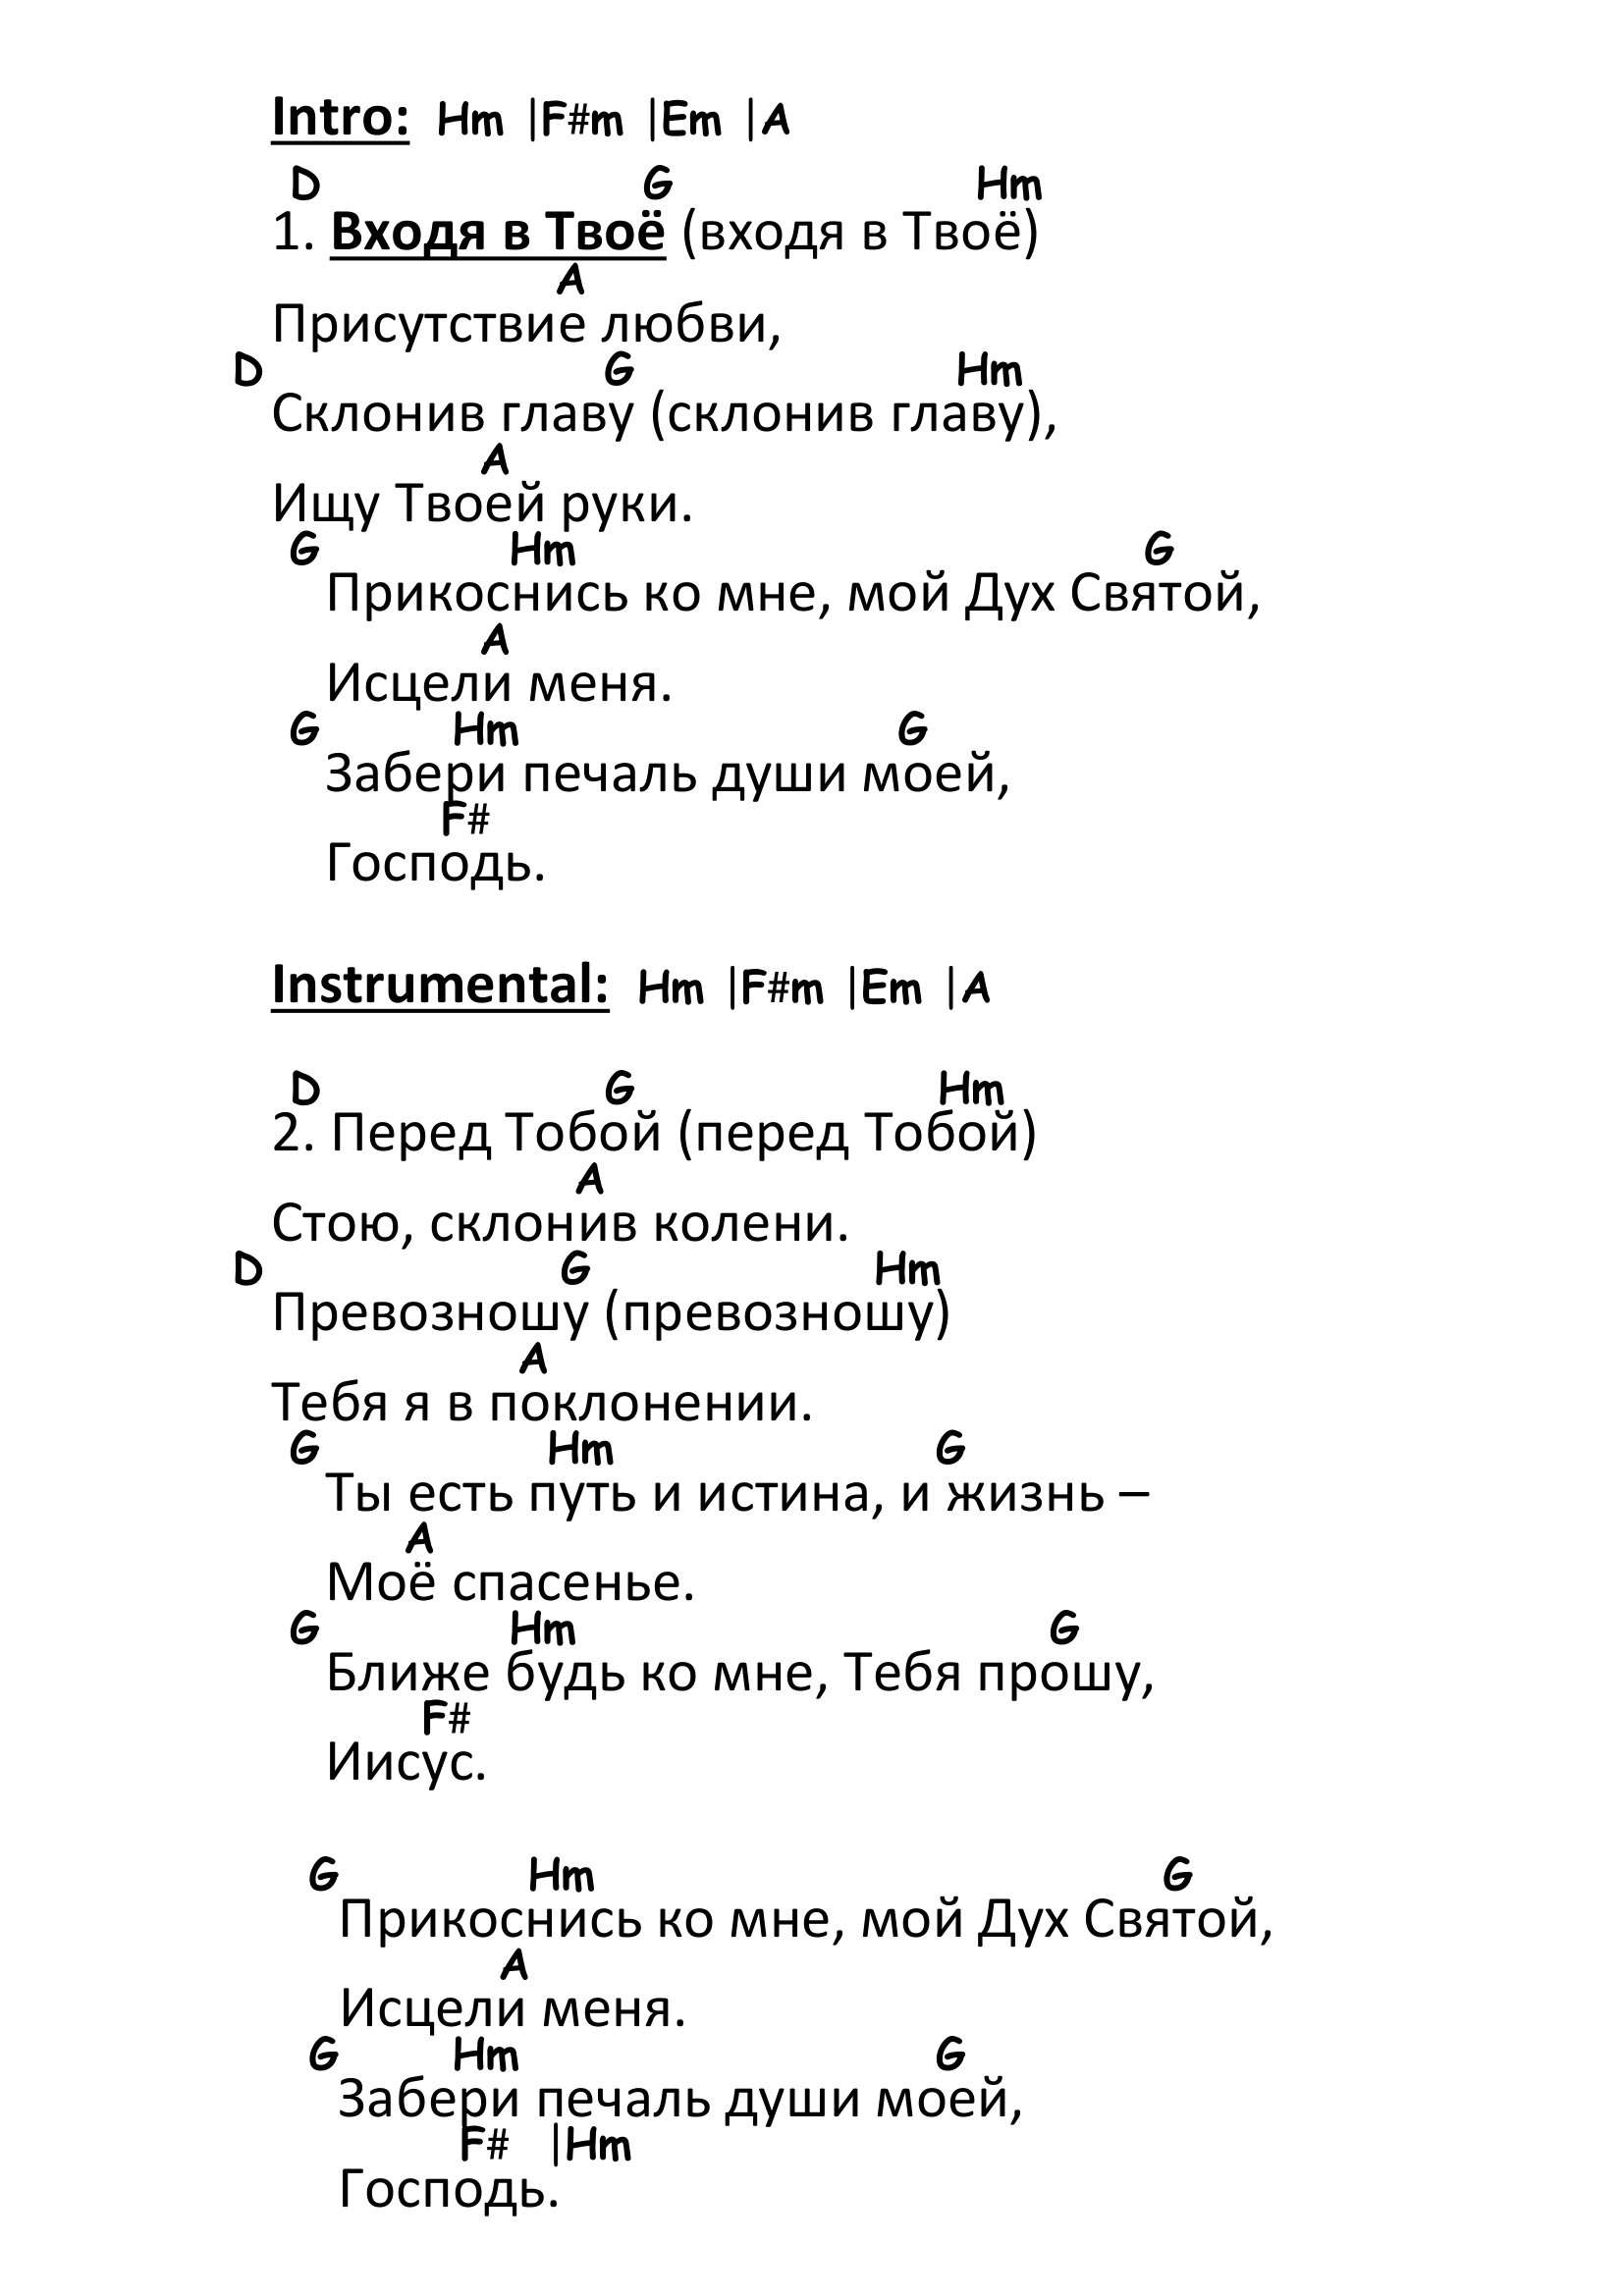 Intro: Hm |F#m |Em |A
D G Hm
1. Входя в Твоё (входя в Твоё)
A
Присутствие любви,
D G Hm
Склонив главу (склонив главу),
A
Ищу Твоей руки.
G Hm G
Прикоснись ко мне, мой Дух Святой,
A
Исцели меня.
G Hm G
Забери печаль души моей,
F#
Господь.
Instrumental: Hm |F#m |Em |A
D G Hm
2. Перед Тобой (перед Тобой)
A
Стою, склонив колени.
D G Hm
Превозношу (превозношу)
A
Тебя я в поклонении.
G Hm G
Ты есть путь и истина, и жизнь –
A
Моё спасенье.
G Hm G
Ближе будь ко мне, Тебя прошу,
F#
Иисус.
G Hm G
Прикоснись ко мне, мой Дух Святой,
A
Исцели меня.
G Hm G
Забери печаль души моей,
F# |Hm
Господь.